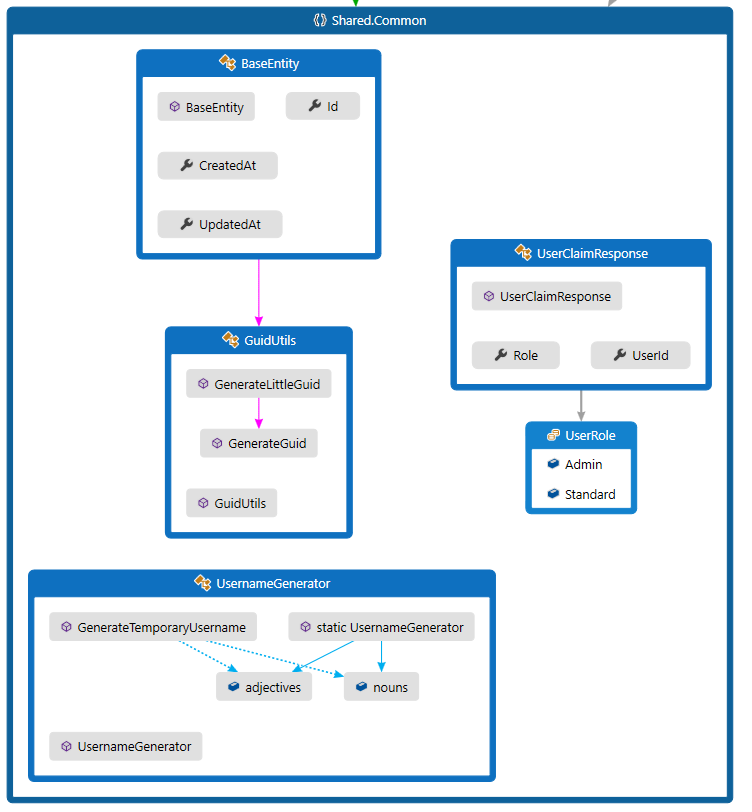 Shared.Common
BaseEntity
BaseEntity
Id
CreatedAt
UpdatedAt
UserClaimResponse
UserClaimResponse
Role
UserId
GuidUtils
GenerateLittleGuid
GenerateGuid
GuidUtils
UserRole
Admin
Standard
UsernameGenerator
GenerateTemporaryUsername
static UsernameGenerator
adjectives
nouns
UsernameGenerator